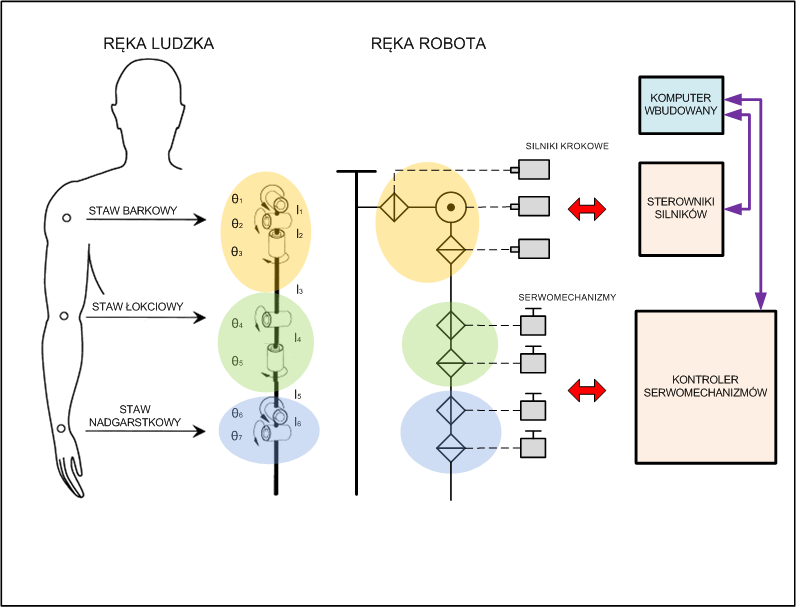 RĘKA LUDZKA
RĘKA ROBOTA
KOMPUTER
WBUDOWANY
SILNIKI KROKOWE
STEROWNIKI
SILNIKÓW
STAW BARKOWY
θ₁
l₁
θ₂
l₂
θ₃
l₃
SERWOMECHANIZMY
STAW ŁOKCIOWY
θ₄
l₄
θ₅
KONTROLER
SERWOMECHANIZMÓW
l₅
STAW
NADGARSTKOWY
θ₆
l₆
θ₇